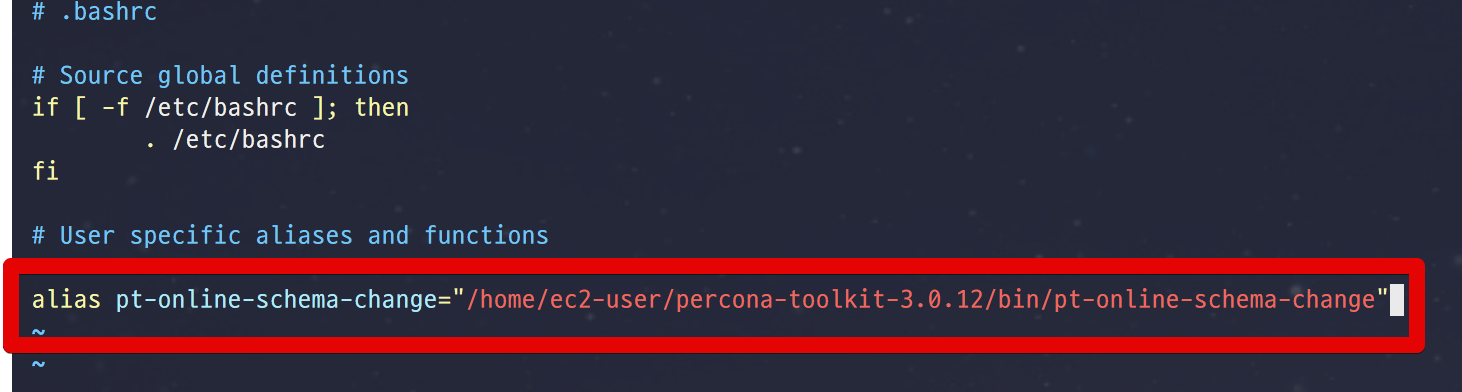 # .bashrc
# Source global definitions
if [ -f /etc/bashrc ]; then
        . /etc/bashrc
fi
# User specific aliases and functions
alias pt-online-schema-change="/home/ec2-user/percona-toolkit-3.0.12/bin/pt-online-schema-change"
~
~